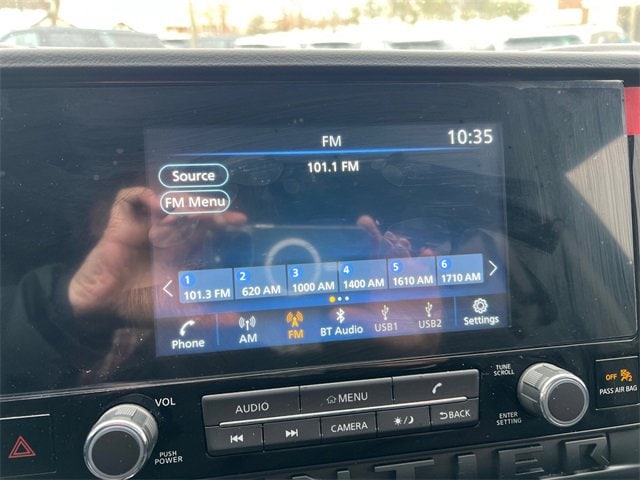 FM
10:35
101.1 FM
Source
FM Menu
1 2 3 4 5 6
101.3 FM 620 AM 1000 AM 1400 AM 1610 AM 1710 AM
Phone AM FM BT Audio USB1 USB2 Settings
VOL
PUSH
POWER
AUDIO MENU
CAMERA BACK
TUNE
SCROLL
ENTER
SETTING
OFF
PASS AIR BAG
NTIER